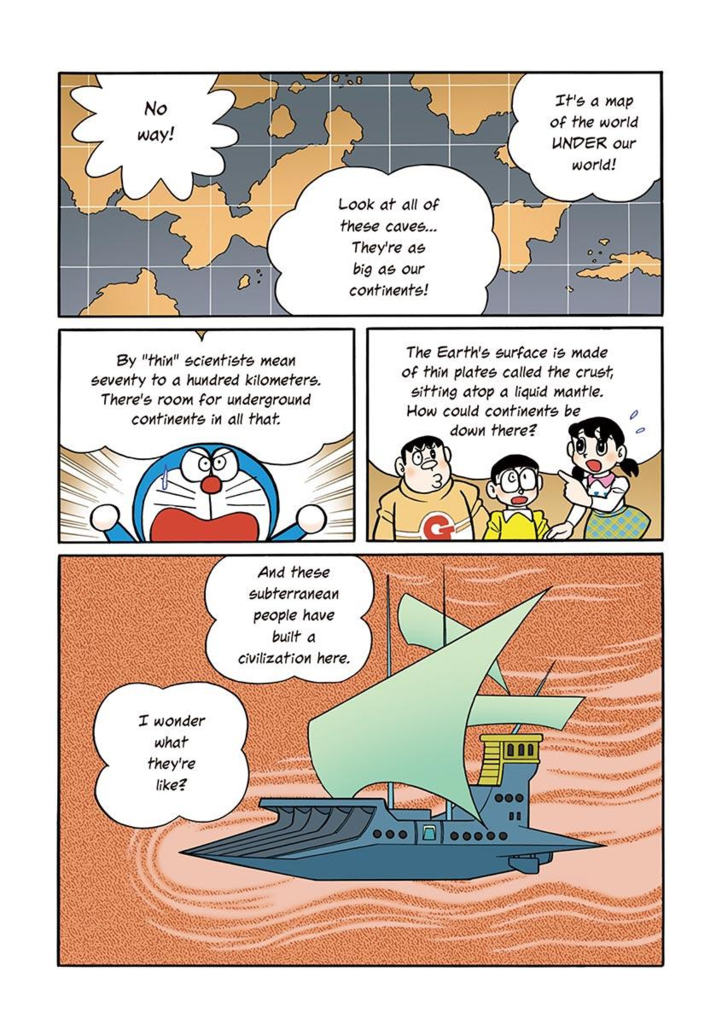 It's a map
of the world
UNDER our
world!
Look at all of
these caves...
They're as
big as our
continents!
No
way!
The Earth's surface is made
of thin plates called the crust,
sitting atop a liquid mantle.
How could continents be
down there?
G
By "thin" scientists mean
seventy to a hundred kilometers.
There's room for underground
continents in all that.
And these
subterranean
people have
built a
civilization here.
I wonder
what
they're
like?